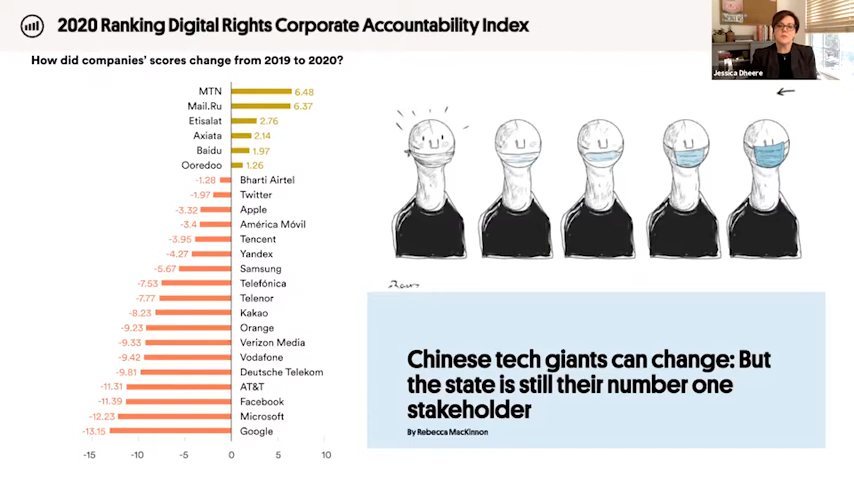 2020 Ranking Digital Rights Corporate Accountability Index
How did companies' scores change from 2019 to 2020?
MTN 6.48
Mail.Ru 6.37
Etisalat 2.76
Axiata 2.14
Baidu 1.97
Ooredoo 1.26
-1.28 Bharti Airtel
-1.97 Twitter
-3.32 Apple
-3.4 América Móvil
-3.95 Tencent
-4.27 Yandex
-5.67 Samsung
-7.53 Telefónica
-7.77 Telenor
-8.23 Kakao
-9.23 Orange
-9.33 Verizon Media
-9.42 Vodafone
-9.81 Deutsche Telekom
-11.31 AT&T
-11.39 Facebook
-12.23 Microsoft
-13.15 Google
-15 -10 -5 0 5 10
Jessica Dheere
Chinese tech giants can change: But
the state is still their number one
stakeholder
By Rebecca MacKinnon